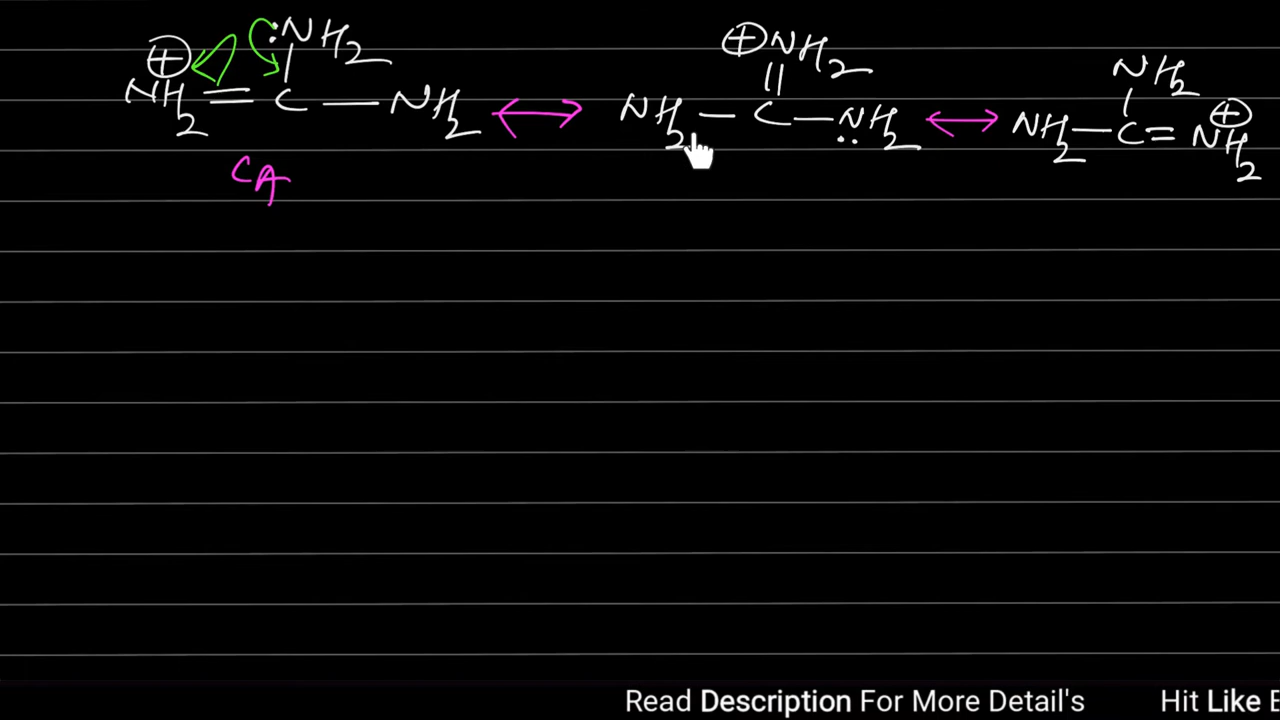 :NH2 ⊕NH2 NH2
⊕NH2 = C — NH2 ↔ NH2 — C — NH2 ↔ NH2 — C = NH2⊕
CA
Read Description For More Detail's Hit Like